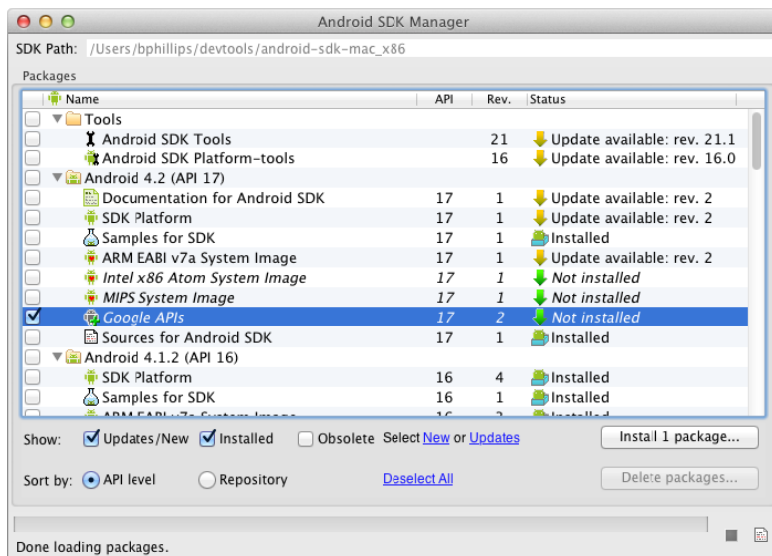 Android SDK Manager
SDK Path: /Users/bphillips/devtools/android-sdk-mac_x86
Packages
Name API Rev. Status
Tools
Android SDK Tools 21 Update available: rev. 21.1
Android SDK Platform-tools 16 Update available: rev. 16.0
Android 4.2 (API 17)
Documentation for Android SDK 17 1 Update available: rev. 2
SDK Platform 17 1 Update available: rev. 2
Samples for SDK 17 1 Installed
ARM EABI v7a System Image 17 1 Update available: rev. 2
Intel x86 Atom System Image 17 1 Not installed
MIPS System Image 17 1 Not installed
Google APIs 17 2 Not installed
Sources for Android SDK 17 1 Installed
Android 4.1.2 (API 16)
SDK Platform 16 4 Installed
Samples for SDK 16 1 Installed
ARM EABI v7a System Image 16 Installed
Show: Updates/New Installed Obsolete Select New or Updates Install 1 package...
Sort by: API level Repository Deselect All Delete packages...
Done loading packages.